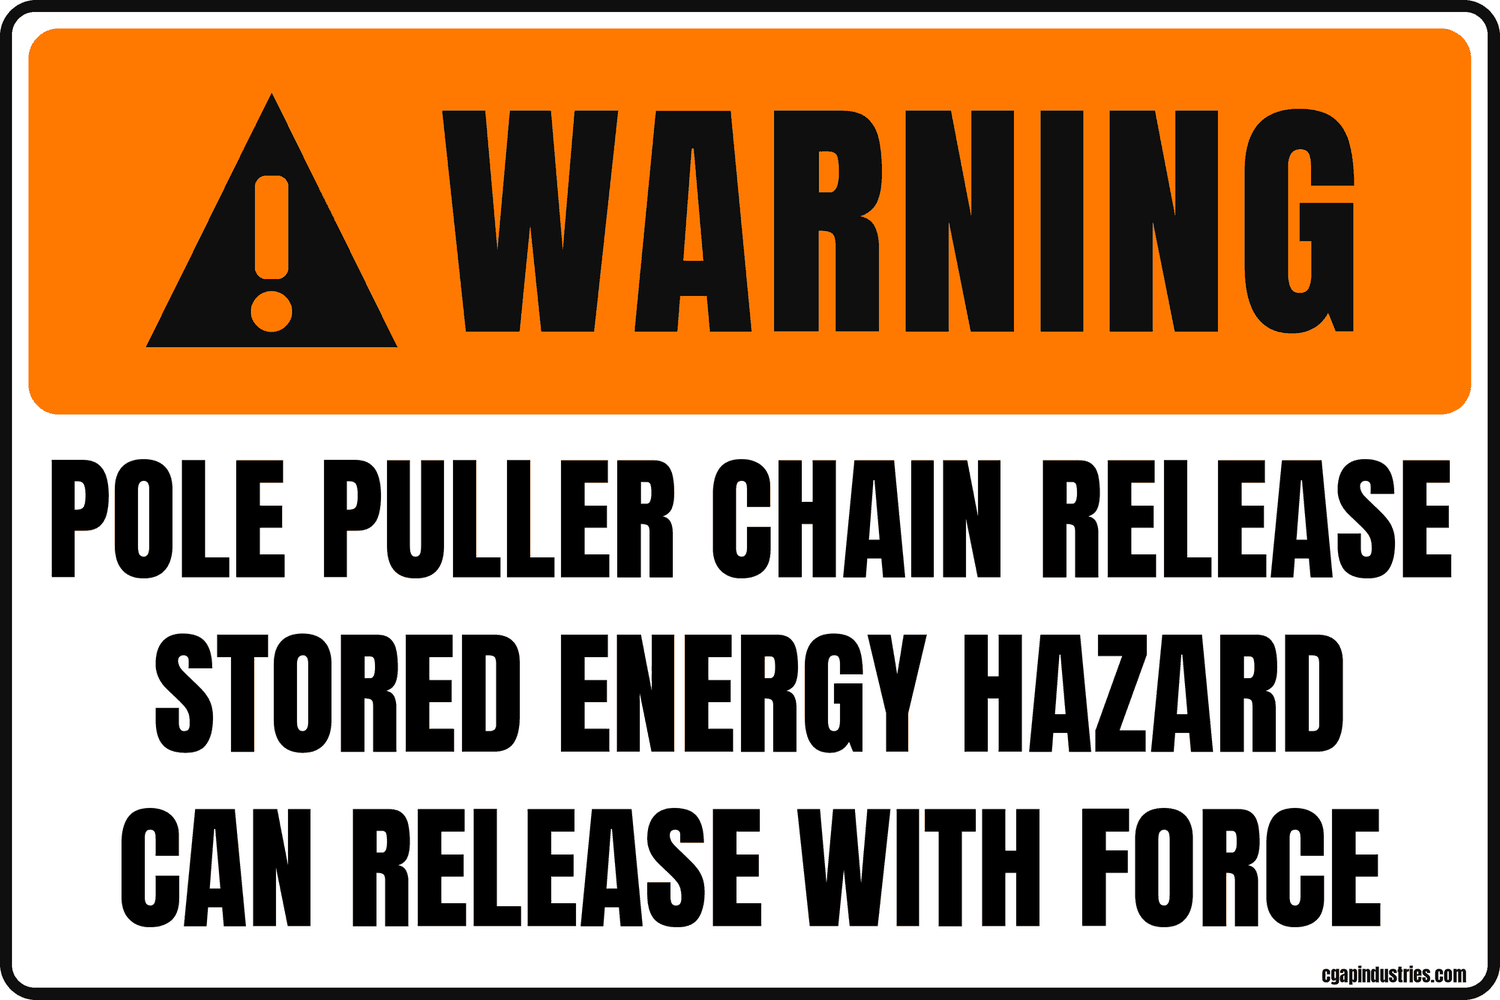 WARNING
POLE PULLER CHAIN RELEASE
STORED ENERGY HAZARD
CAN RELEASE WITH FORCE
cgapindustries.com